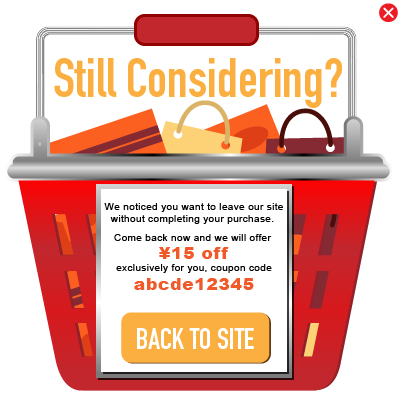 Still Considering?
We noticed you want to leave our site
without completing your purchase.
Come back now and we will offer
¥15 off
exclusively for you, coupon code
abcde12345
BACK TO SITE